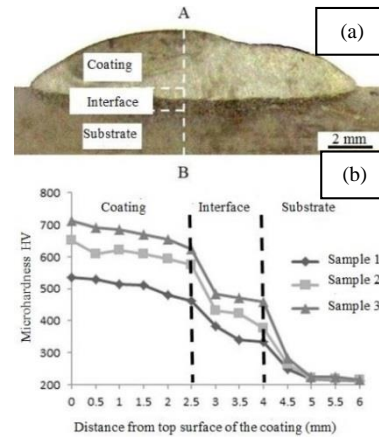 A
(a)
Coating
Interface
Substrate
2 mm
B
(b)
800
700
600
500
400
300
200
Microhardness HV
Coating
Interface
Substrate
Sample 1
Sample 2
Sample 3
0 0.5 1 1.5 2 2.5 3 3.5 4 4.5 5 5.5 6
Distance from top surface of the coating (mm)